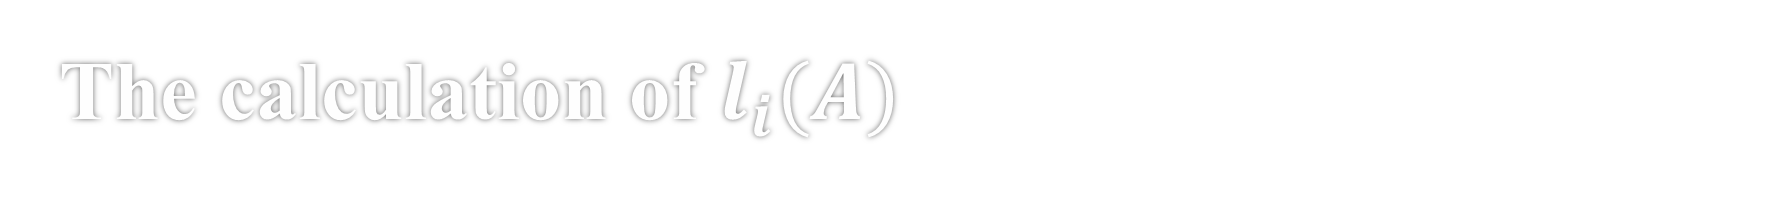 The calculation of $l_i(A)$